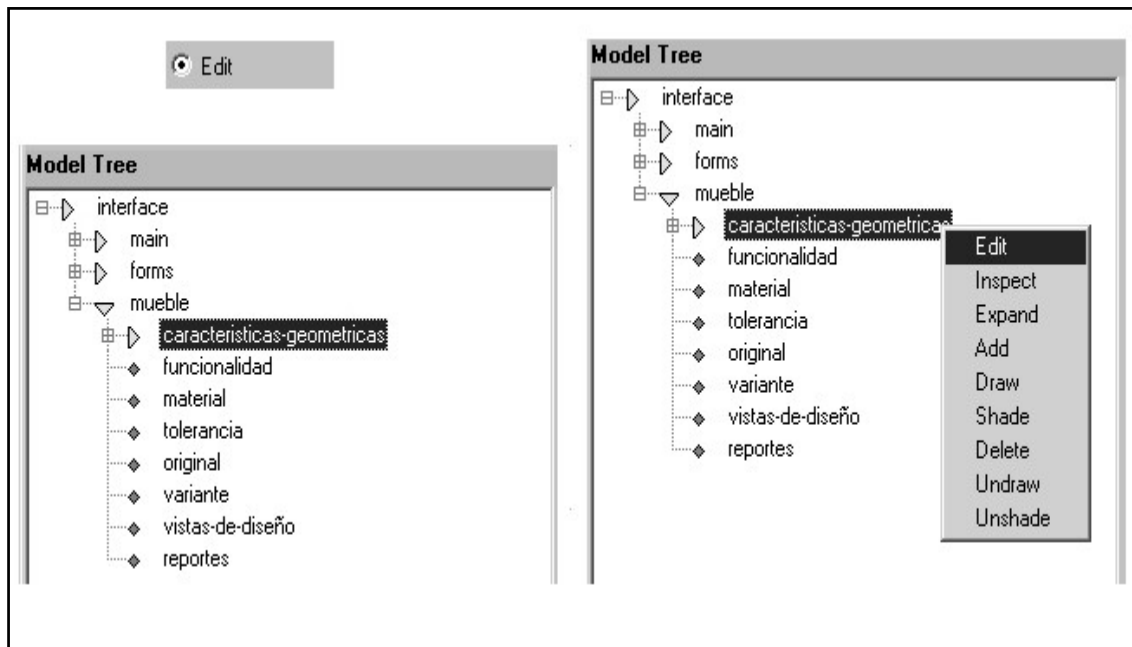 Edit
Model Tree
interface
main
forms
mueble
caracteristicas-geometricas
funcionalidad
material
tolerancia
original
variante
vistas-de-diseño
reportes
Model Tree
interface
main
forms
mueble
caracteristicas-geometricas
funcionalidad
material
tolerancia
original
variante
vistas-de-diseño
reportes
Edit
Inspect
Expand
Add
Draw
Shade
Delete
Undraw
Unshade